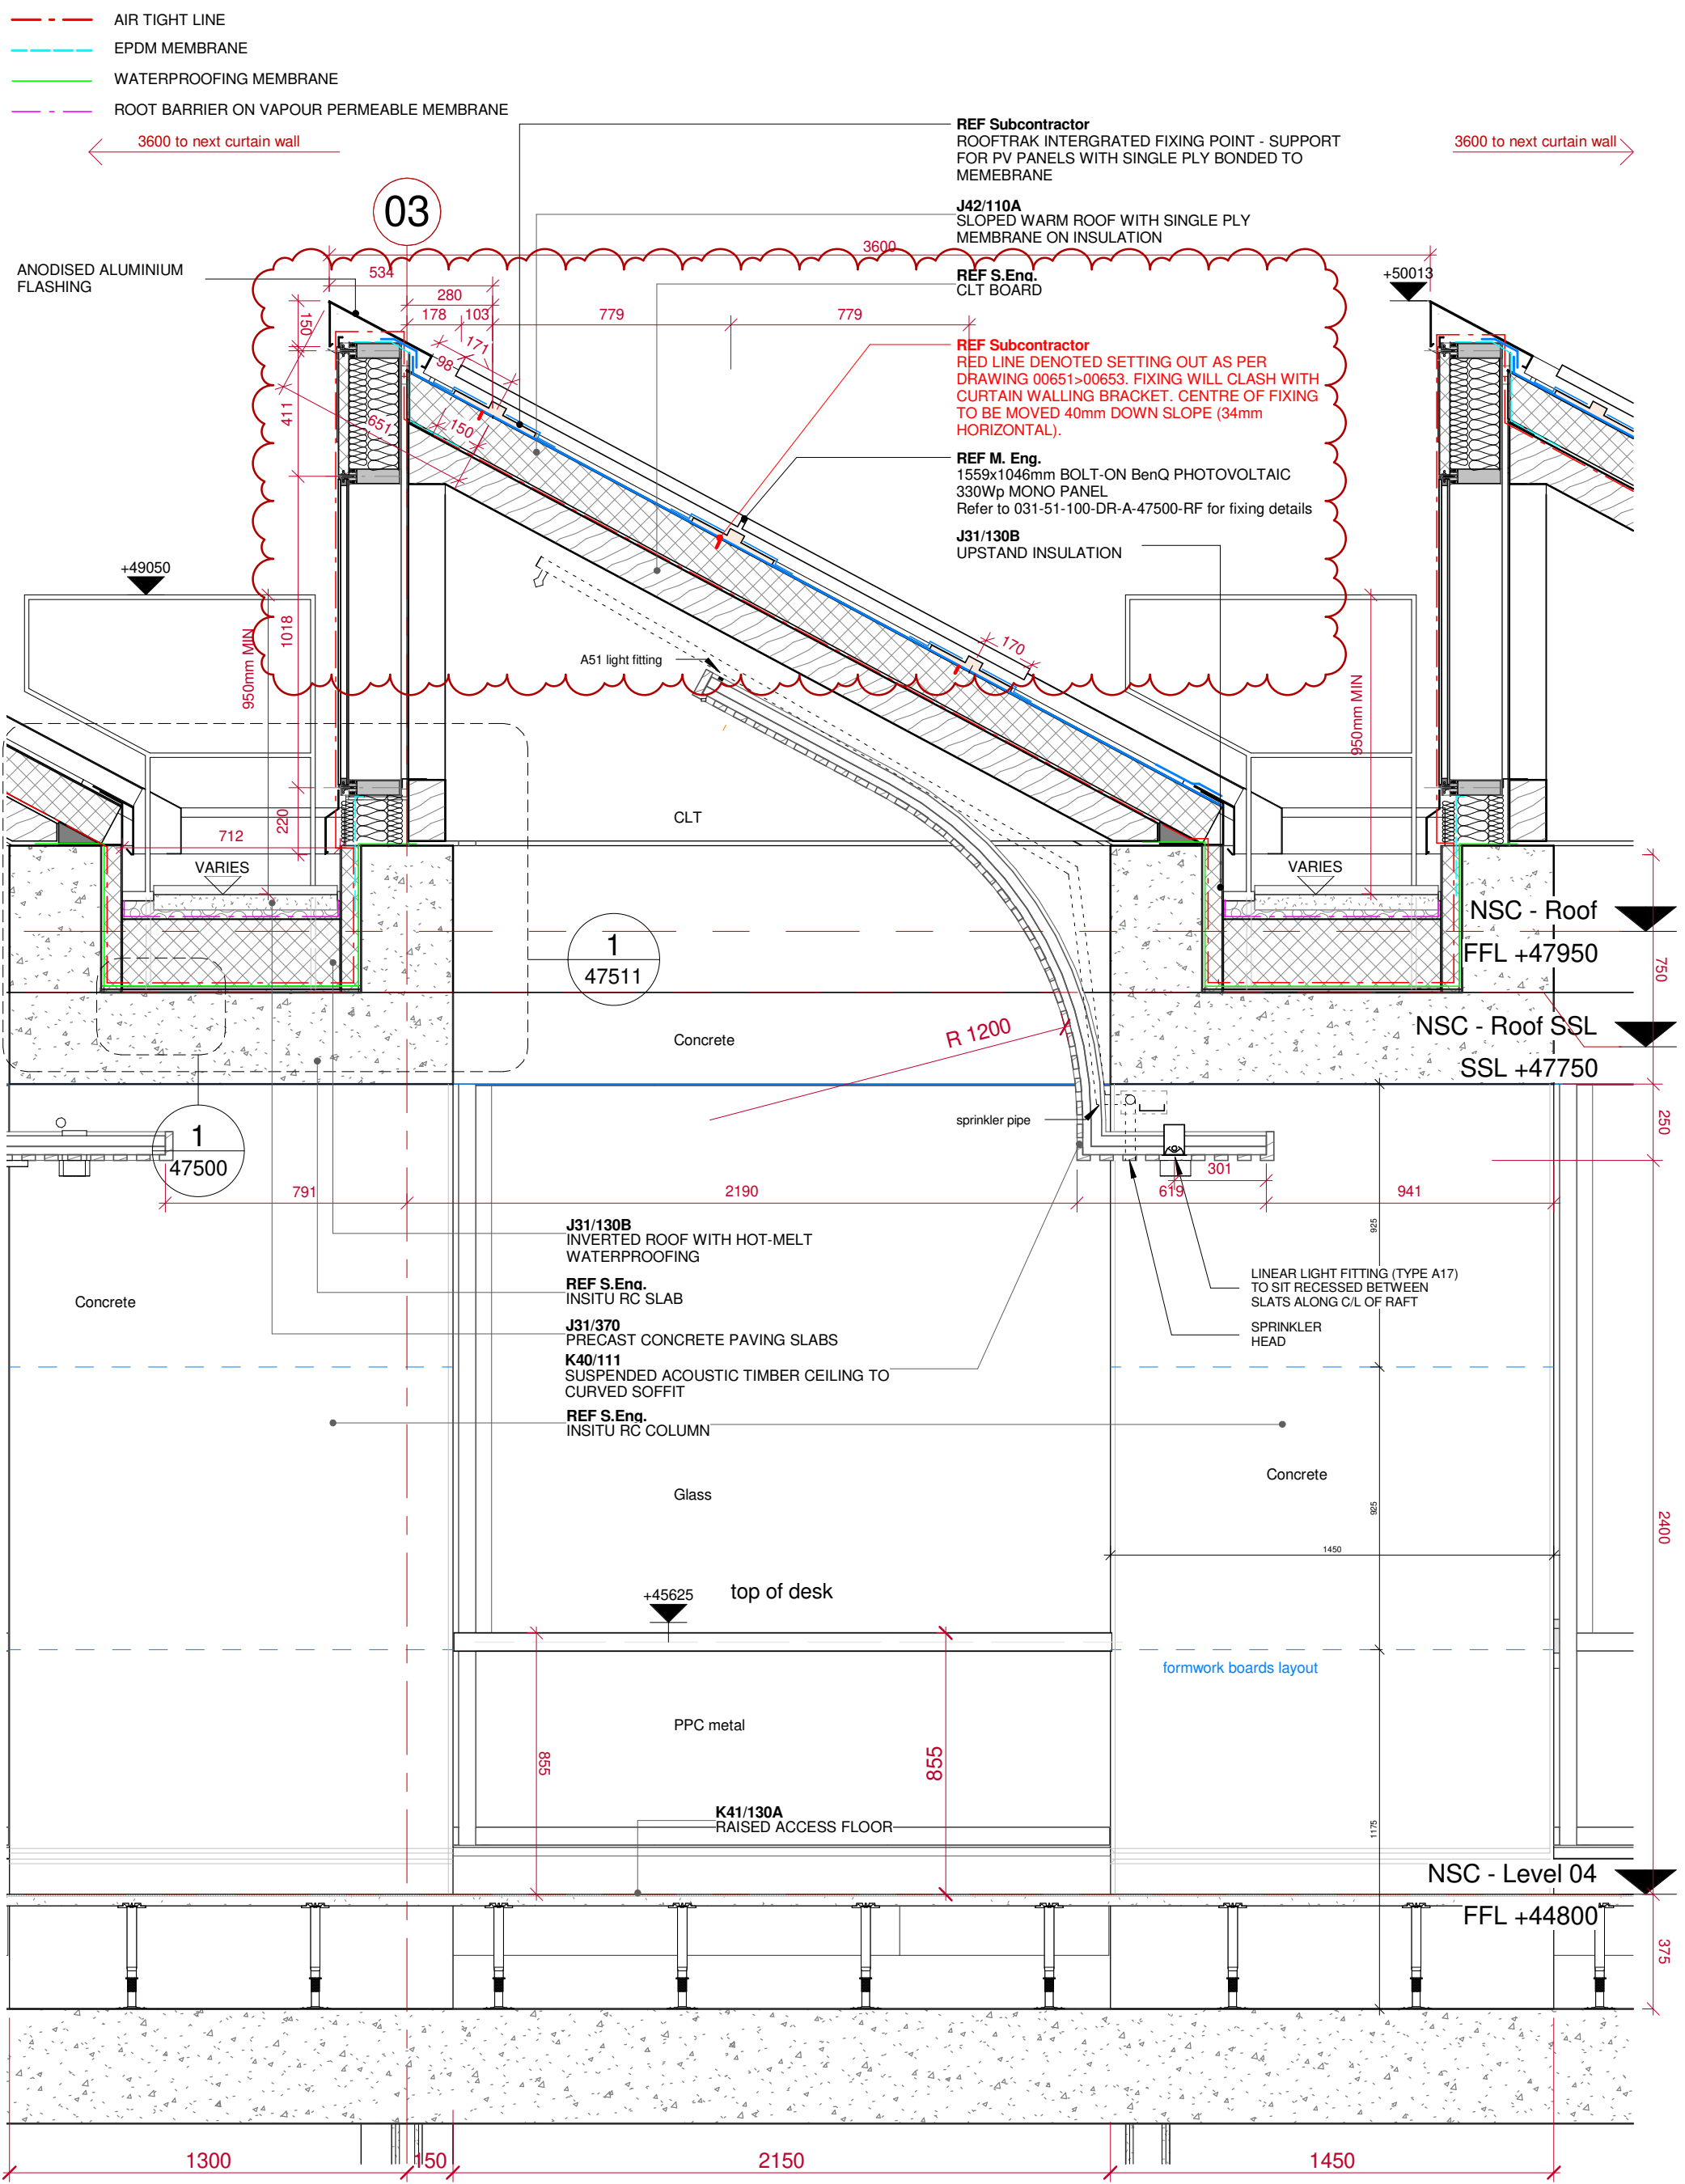 AIR TIGHT LINE
EPDM MEMBRANE
WATERPROOFING MEMBRANE
ROOT BARRIER ON VAPOUR PERMEABLE MEMBRANE
3600 to next curtain wall
3600 to next curtain wall
REF Subcontractor
ROOFTRAK INTERGRATED FIXING POINT - SUPPORT
FOR PV PANELS WITH SINGLE PLY BONDED TO
MEMEBRANE
03
J42/110A
SLOPED WARM ROOF WITH SINGLE PLY
MEMBRANE ON INSULATION
3600
ANODISED ALUMINIUM
FLASHING
534
REF S.Eng.
CLT BOARD
+50013
280
178
103
779
779
150
171
98
411
651
150
REF Subcontractor
RED LINE DENOTED SETTING OUT AS PER
DRAWING 00651>00653. FIXING WILL CLASH WITH
CURTAIN WALLING BRACKET. CENTRE OF FIXING
TO BE MOVED 40mm DOWN SLOPE (34mm
HORIZONTAL).
REF M. Eng.
1559x1046mm BOLT-ON BenQ PHOTOVOLTAIC
330Wp MONO PANEL
Refer to 031-51-100-DR-A-47500-RF for fixing details
J31/130B
UPSTAND INSULATION
+49050
1018
950mm MIN
A51 light fitting
170
950mm MIN
CLT
220
712
VARIES
VARIES
NSC - Roof
FFL +47950
1
47511
750
NSC - Roof SSL
SSL +47750
Concrete
R 1200
sprinkler pipe
250
1
47500
301
791
2190
619
941
925
J31/130B
INVERTED ROOF WITH HOT-MELT
WATERPROOFING
REF S.Eng.
INSITU RC SLAB
Concrete
LINEAR LIGHT FITTING (TYPE A17)
TO SIT RECESSED BETWEEN
SLATS ALONG C/L OF RAFT
SPRINKLER
HEAD
J31/370
PRECAST CONCRETE PAVING SLABS
K40/111
SUSPENDED ACOUSTIC TIMBER CEILING TO
CURVED SOFFIT
REF S.Eng.
INSITU RC COLUMN
Glass
Concrete
925
2400
1450
+45625
top of desk
formwork boards layout
PPC metal
855
855
K41/130A
RAISED ACCESS FLOOR
1175
NSC - Level 04
FFL +44800
375
1300
150
2150
1450